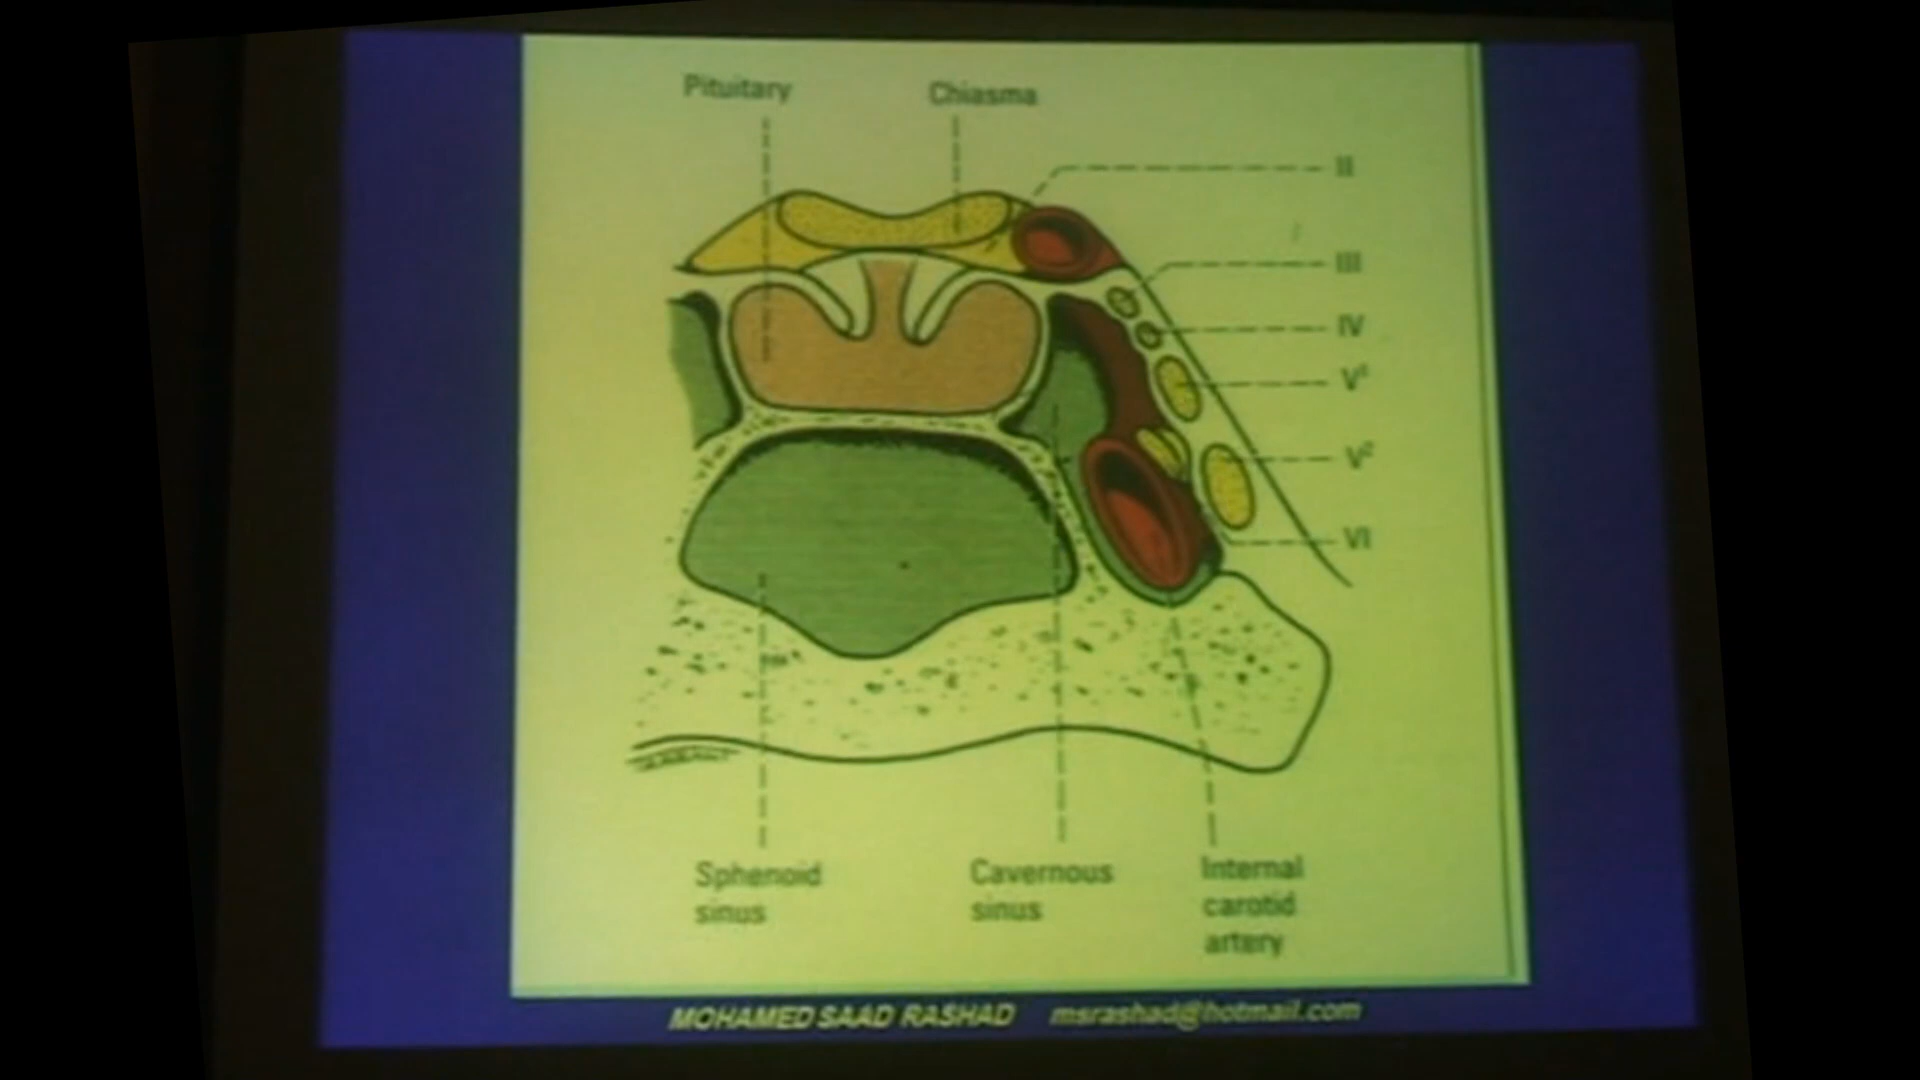 Pituitary
Chiasma
II
III
IV
V¹
V²
VI
Sphenoid
sinus
Cavernous
sinus
Internal
carotid
artery
MOHAMED SAAD RASHAD msrashad@hotmail.com